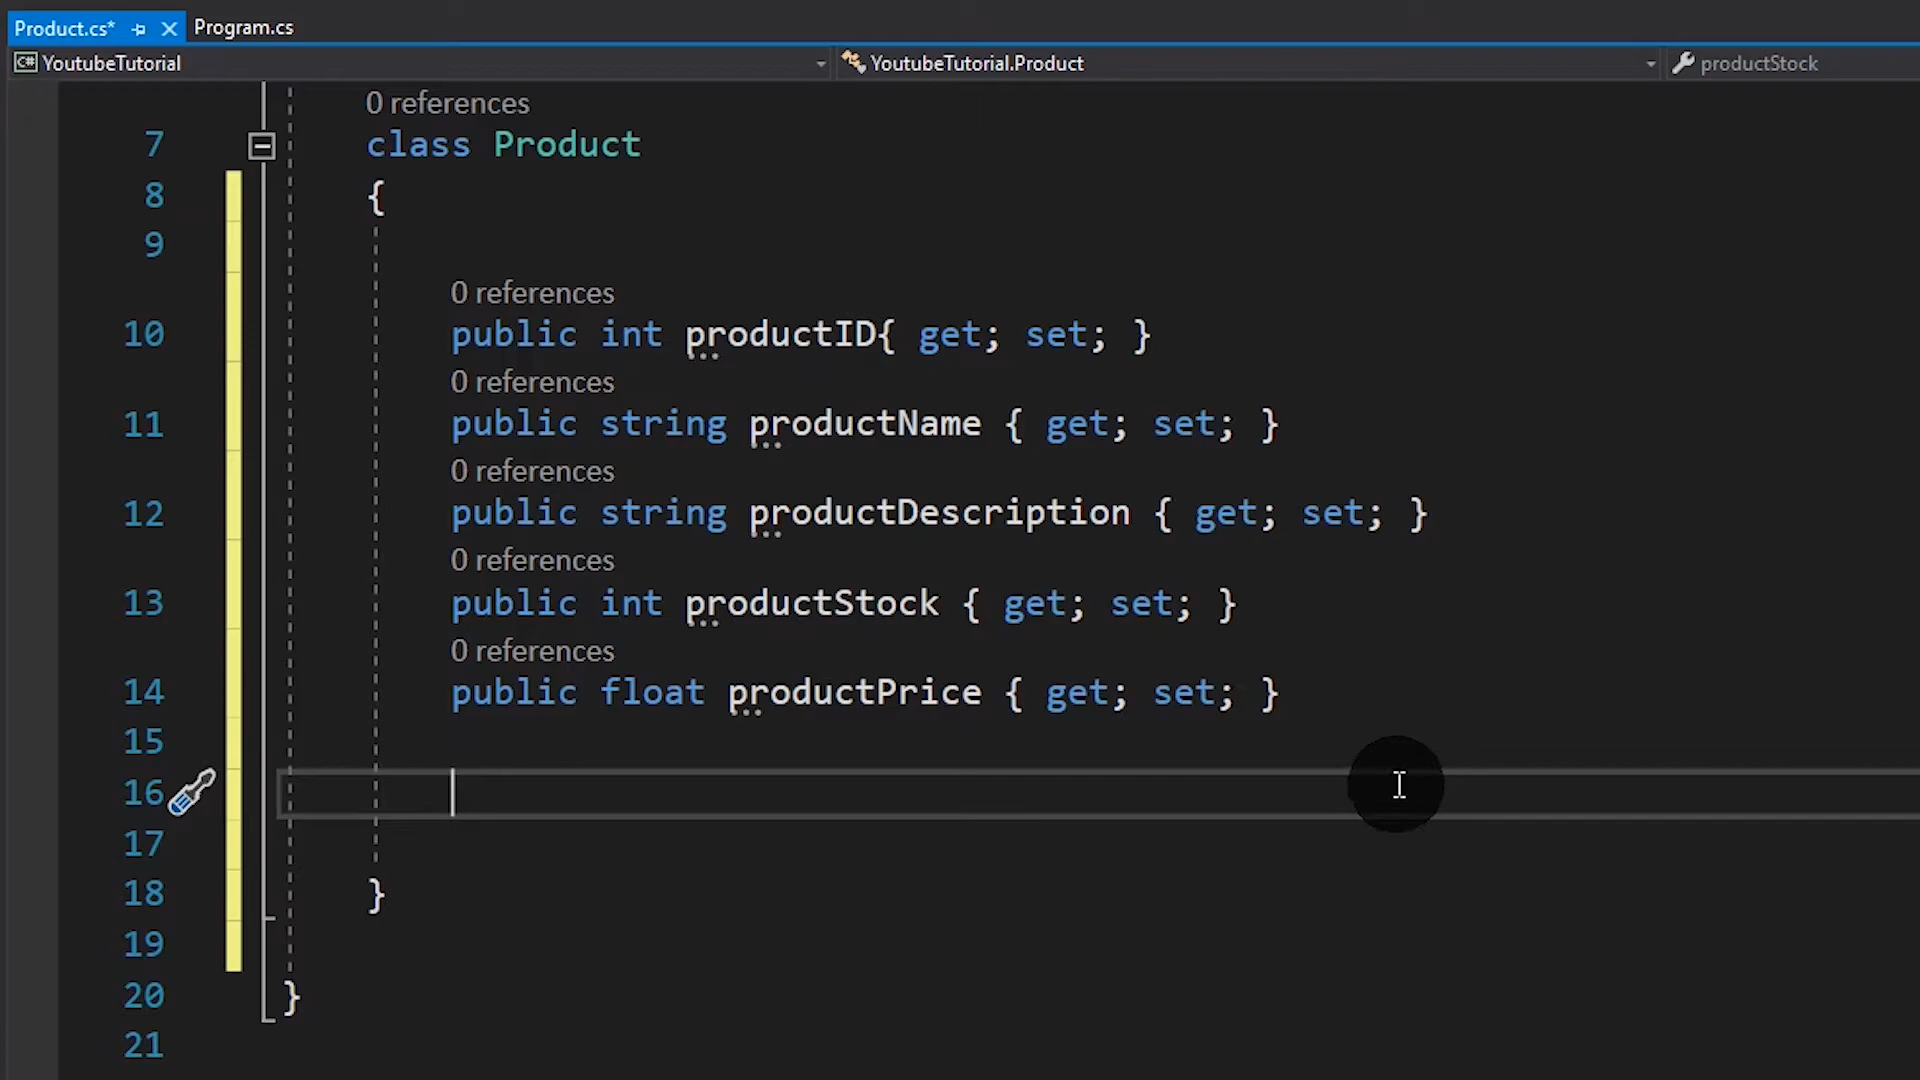 Product.cs* Program.cs
C# YoutubeTutorial YoutubeTutorial.Product productStock
0 references
7 class Product
8 {
9
0 references
10 public int productID{ get; set; }
0 references
11 public string productName { get; set; }
0 references
12 public string productDescription { get; set; }
0 references
13 public int productStock { get; set; }
0 references
14 public float productPrice { get; set; }
15
16
17
18 }
19
20 }
21